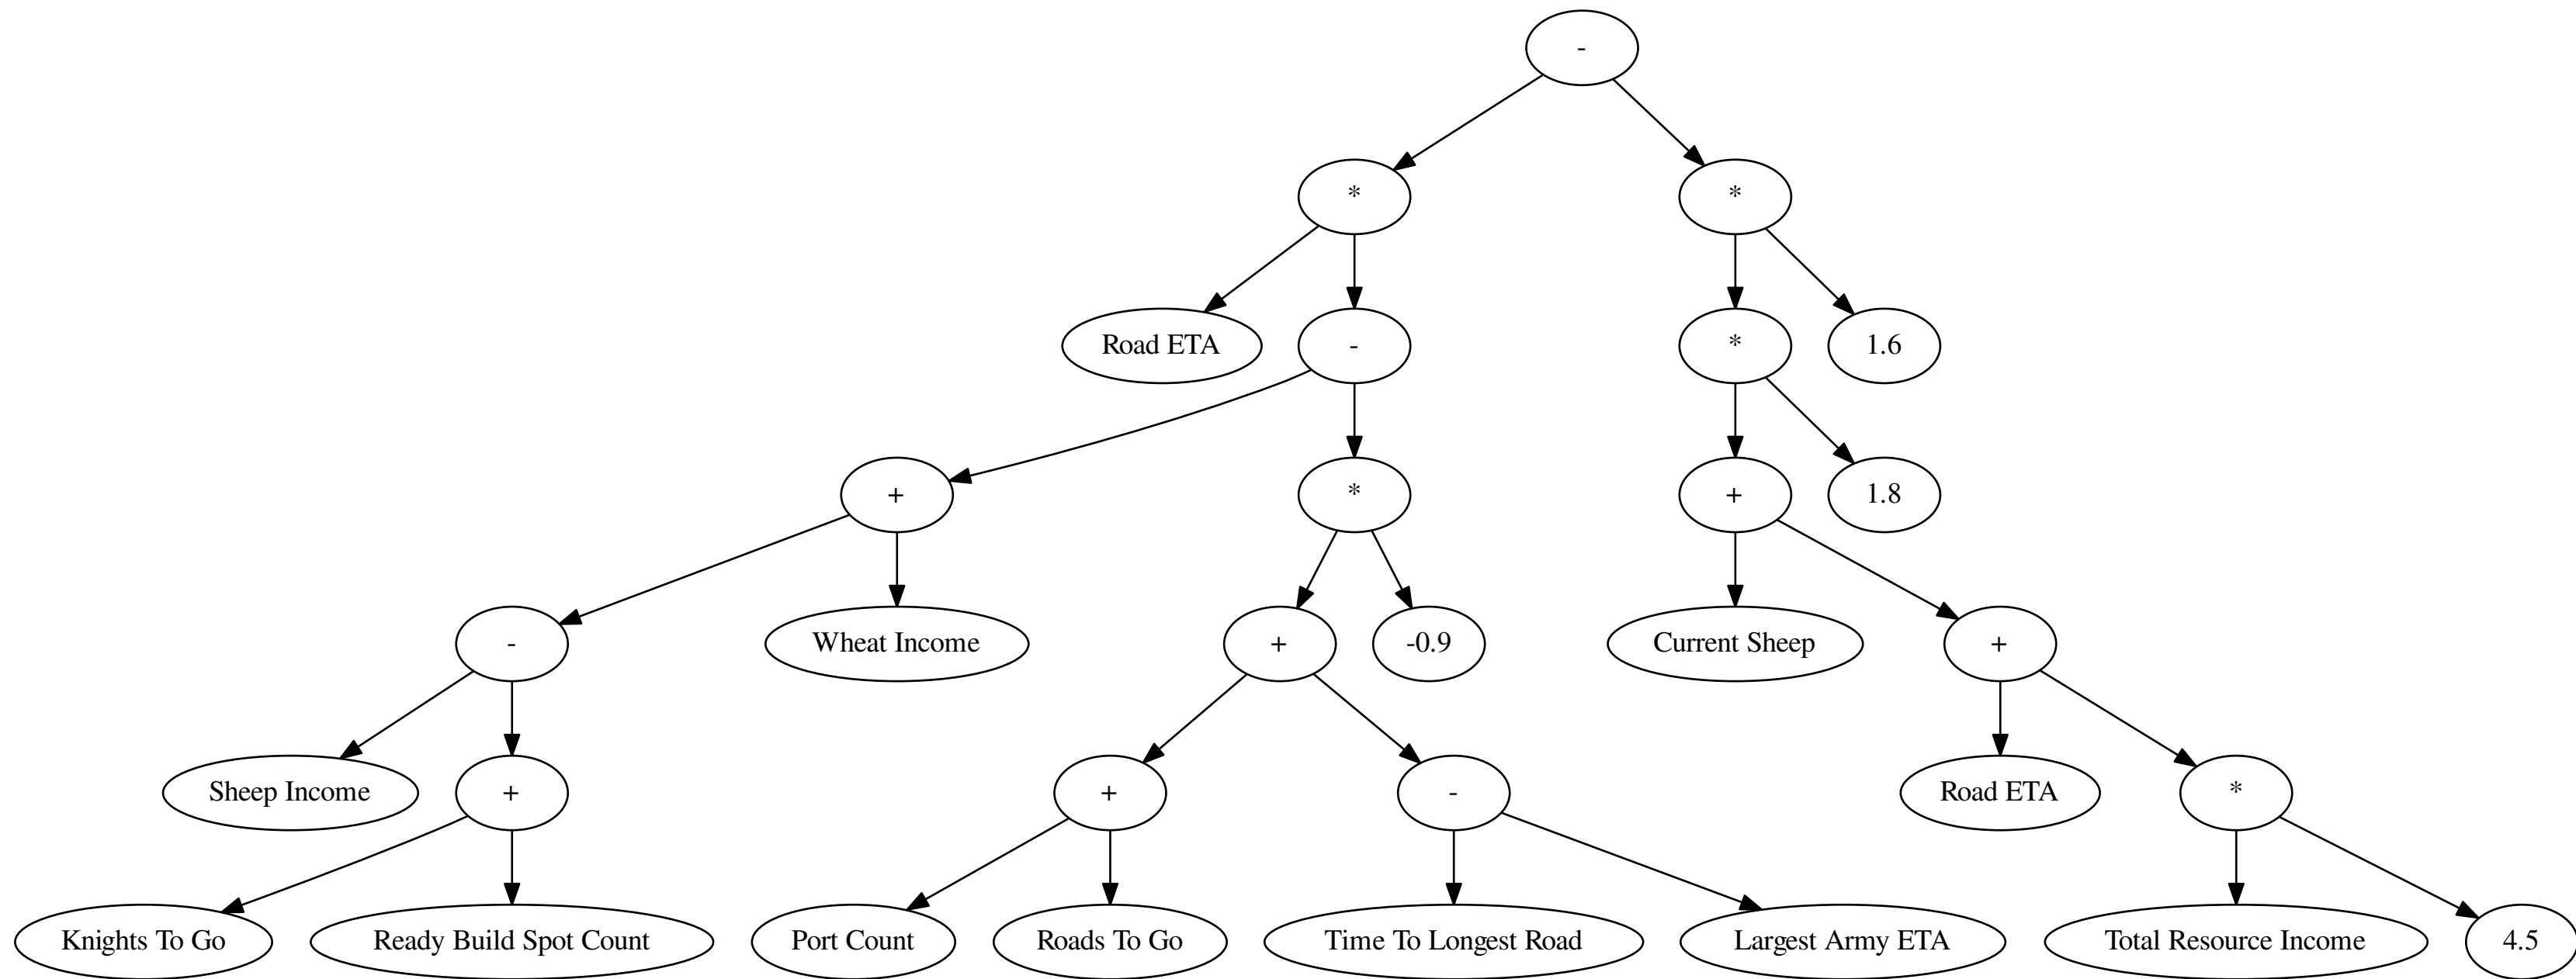 -
*
*
Road ETA
-
*
1.6
+
*
+
1.8
-
Wheat Income
+
-0.9
Current Sheep
+
Sheep Income
+
+
-
Road ETA
*
Knights To Go
Ready Build Spot Count
Port Count
Roads To Go
Time To Longest Road
Largest Army ETA
Total Resource Income
4.5